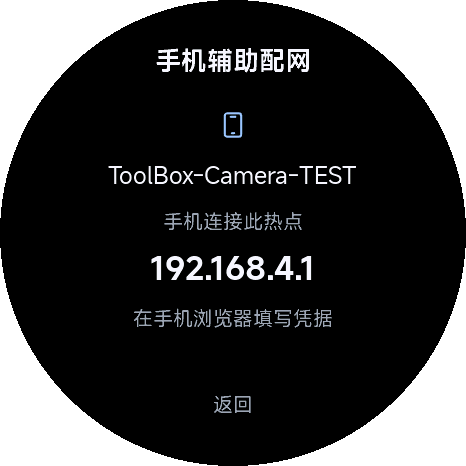 手机辅助配网
ToolBox-Camera-TEST
手机连接此热点
192.168.4.1
在手机浏览器填写凭据
返回